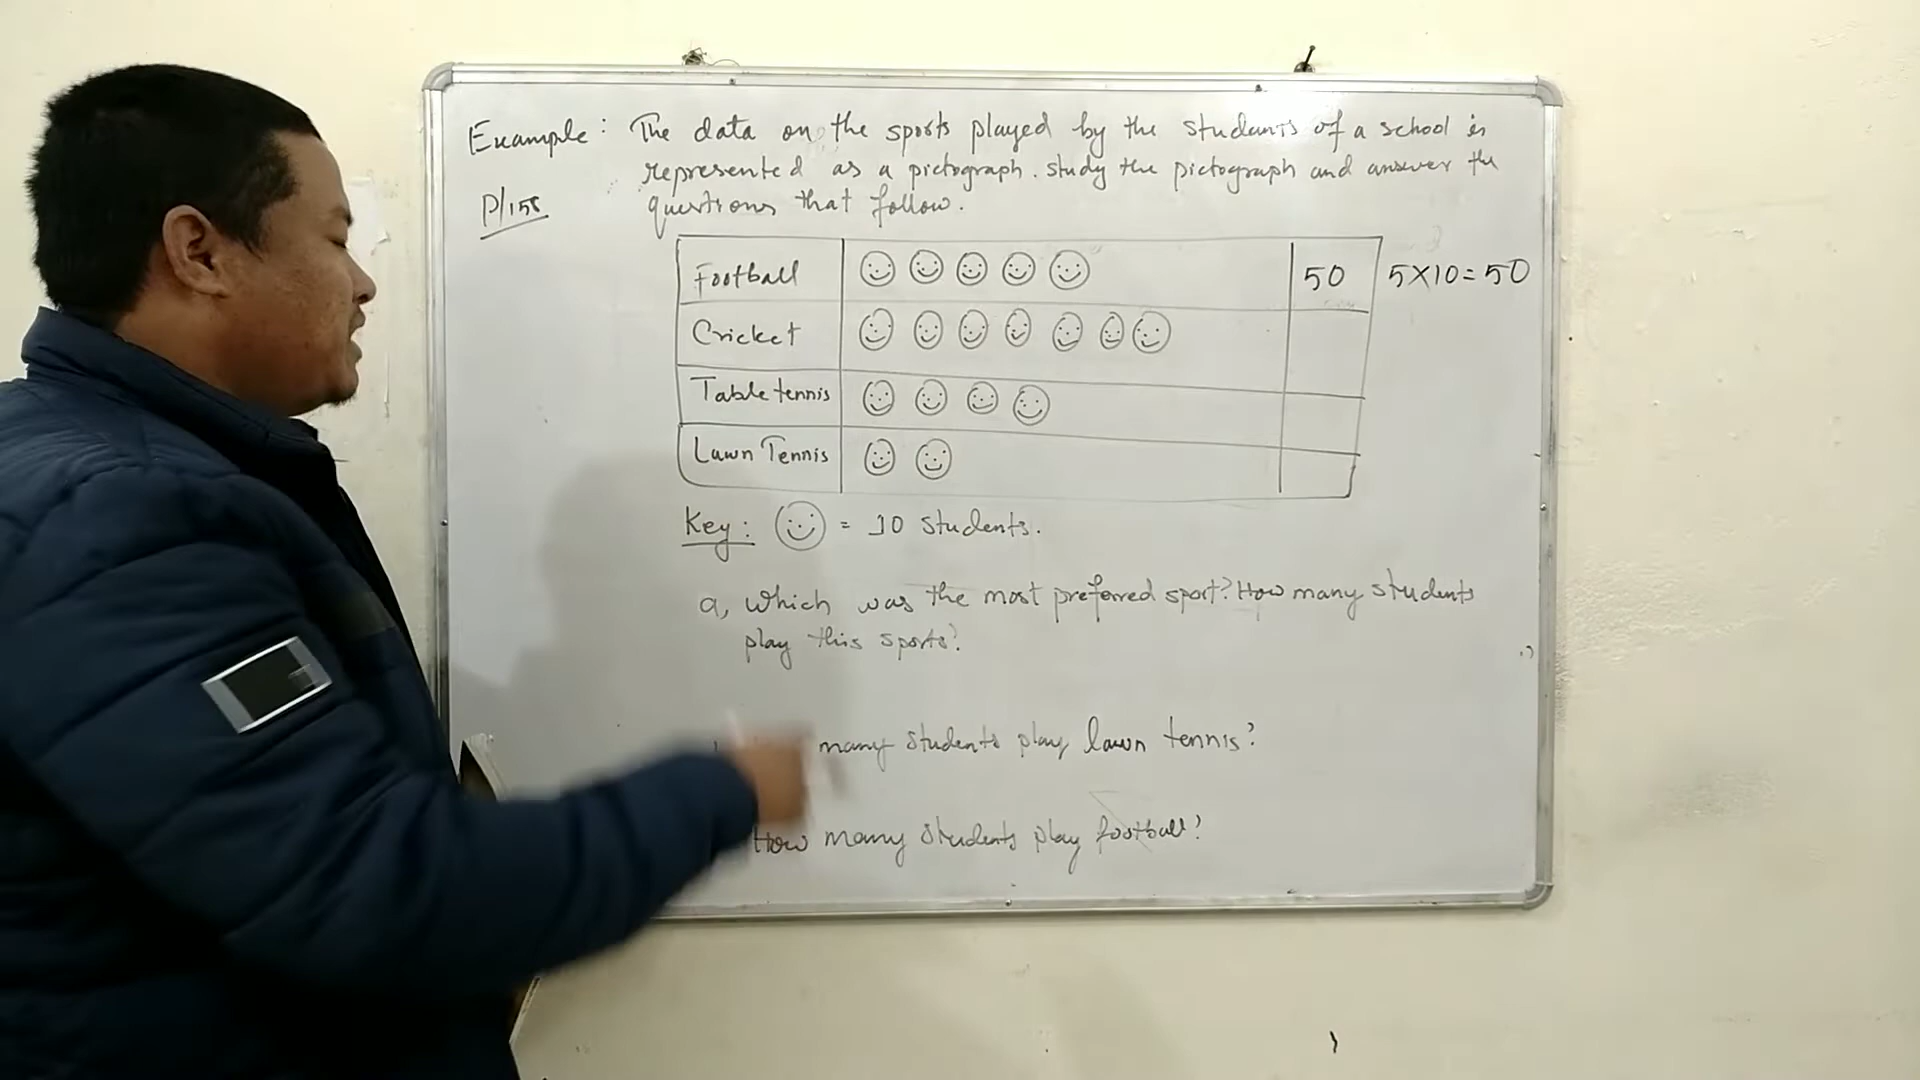 Example: The data on the sports played by the students of a school is
represented as a pictograph. Study the pictograph and answer the
P/158 questions that follow.
Football 50 5×10=50
Cricket
Table tennis
Lawn Tennis
Key: = 10 students.
a, Which was the most preferred sport? How many students
play this sports?
many students play lawn tennis?
How many students play football?